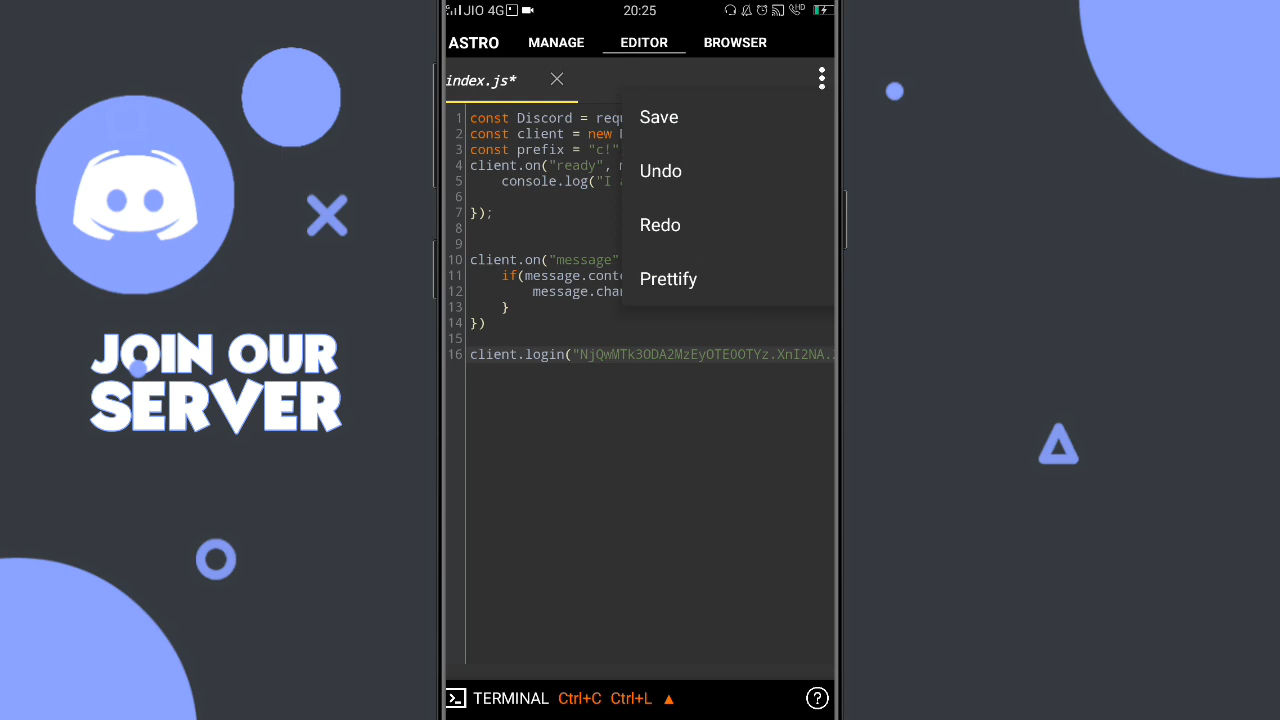 JOIN OUR
SERVER
JIO 4G 20:25
ASTRO MANAGE EDITOR BROWSER
index.js*
Save
Undo
Redo
Prettify
1 const Discord = requ
2 const client = new
3 const prefix = "c!"
4 client.on("ready",
5 console.log("I
6
7 });
8
9
10 client.on("message"
11 if(message.conte
12 message.chan
13 }
14 })
15
16 client.login("NjQwMTk3ODA2MzEyOTE0OTYz.XnI2NA.
TERMINAL Ctrl+C Ctrl+L ▲ ?